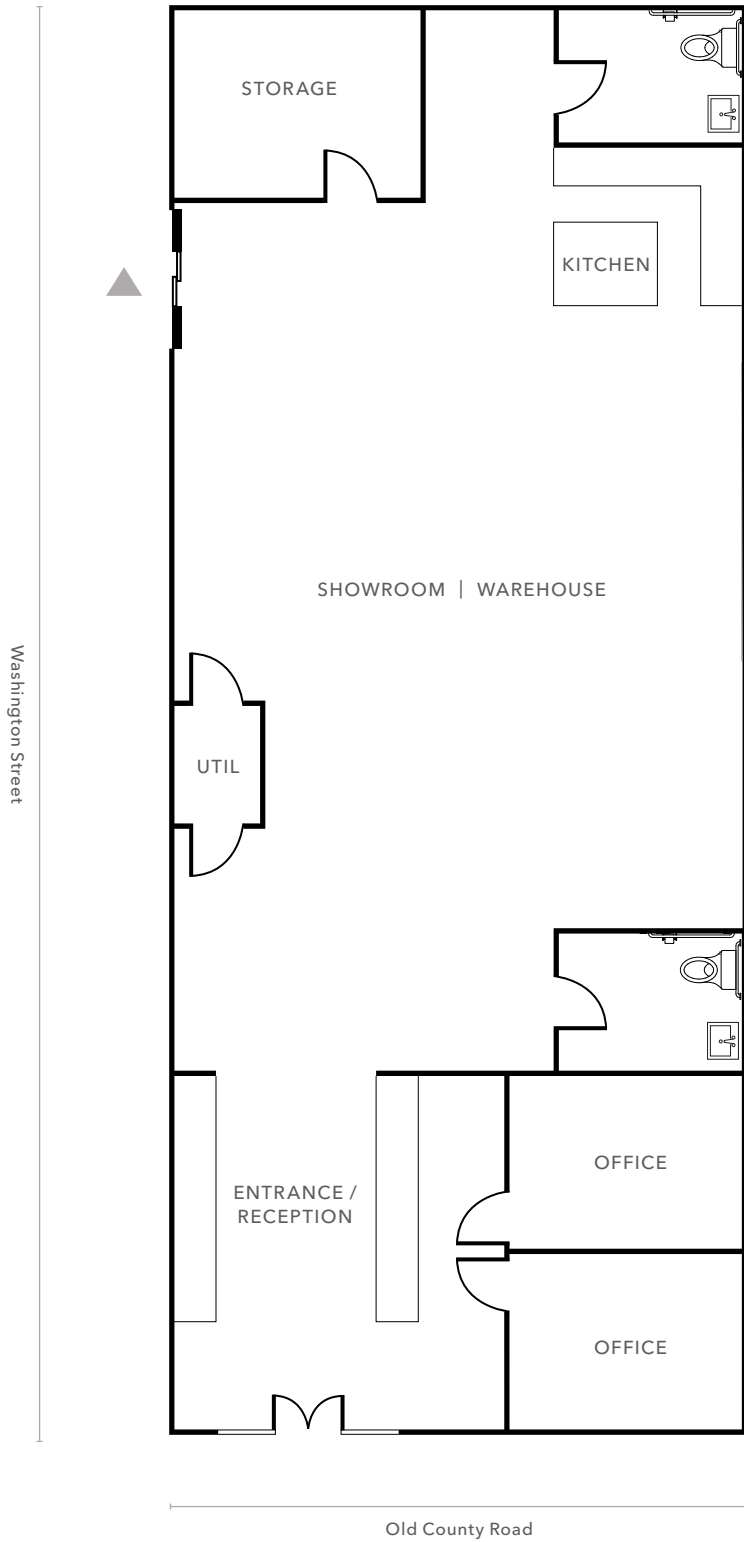 STORAGE
KITCHEN
SHOWROOM | WAREHOUSE
Washington Street
UTIL
OFFICE
ENTRANCE /
RECEPTION
OFFICE
Old County Road